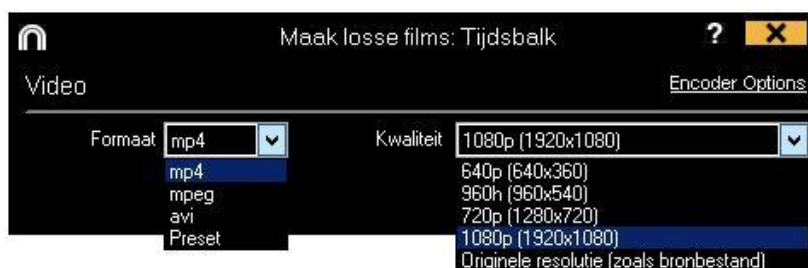 Maak losse films: Tijdsbalk ?
Video Encoder Options
Formaat mp4 Kwaliteit 1080p (1920x1080)
mp4 640p (640x360)
mpeg 960h (960x540)
avi 720p (1280x720)
Preset 1080p (1920x1080)
Originele resolutie (zoals bronbestand)